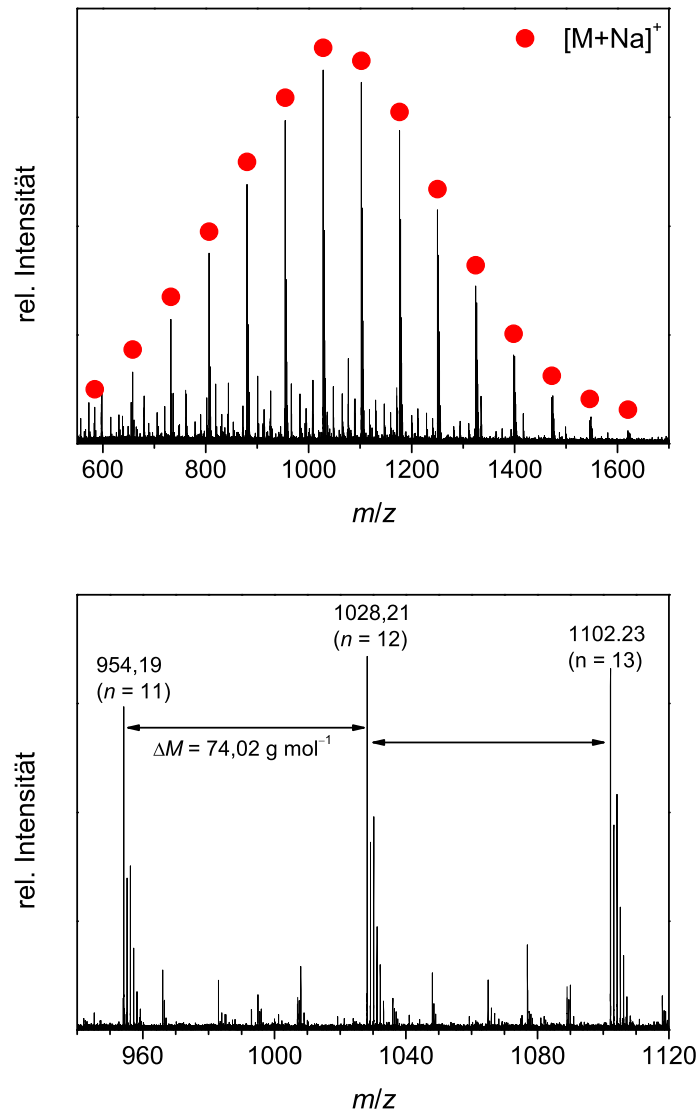 [M+Na]⁺
rel. Intensität
600 800 1000 1200 1400 1600
m/z
1028,21
(n = 12)
1102.23
(n = 13)
954,19
(n = 11)
ΔM = 74,02 g mol⁻¹
rel. Intensität
960 1000 1040 1080 1120
m/z